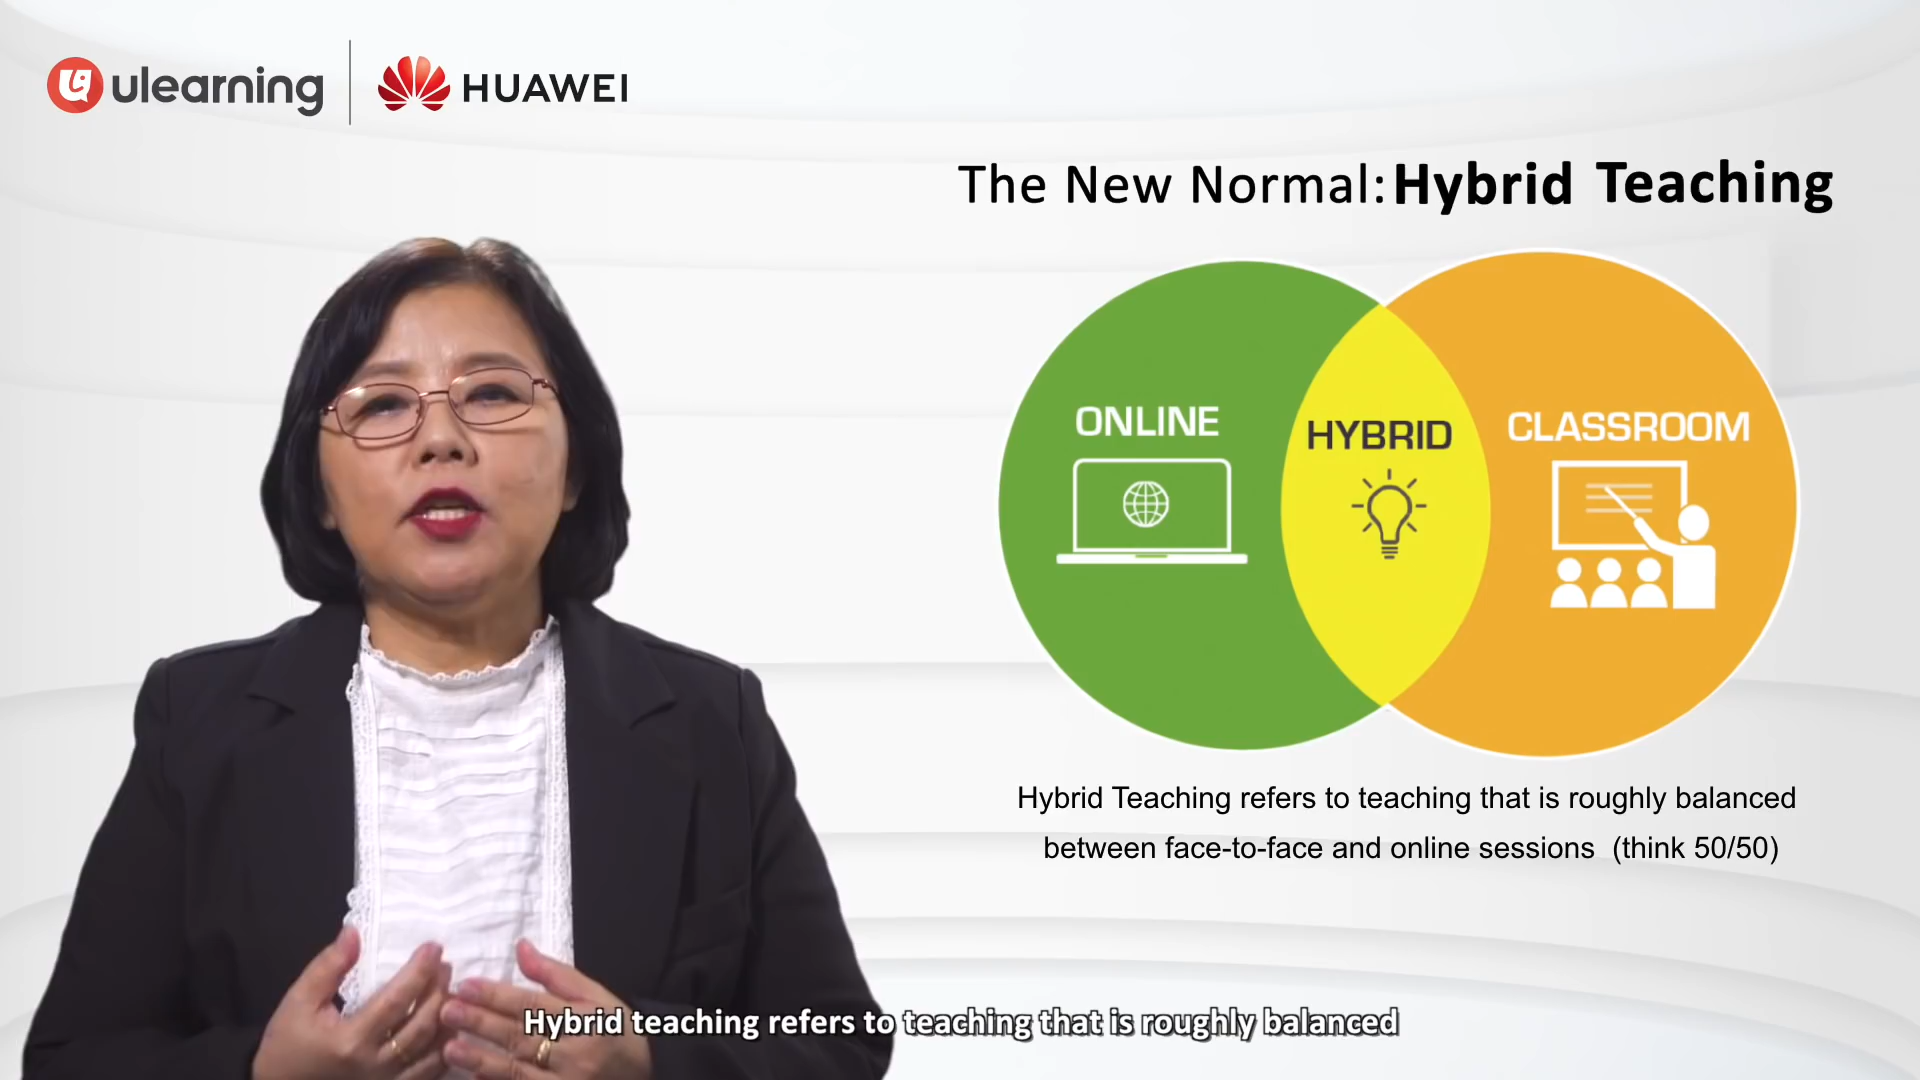 ulearning
HUAWEI
The New Normal: Hybrid Teaching
ONLINE
HYBRID
CLASSROOM
Hybrid Teaching refers to teaching that is roughly balanced
between face-to-face and online sessions (think 50/50)
Hybrid teaching refers to teaching that is roughly balanced